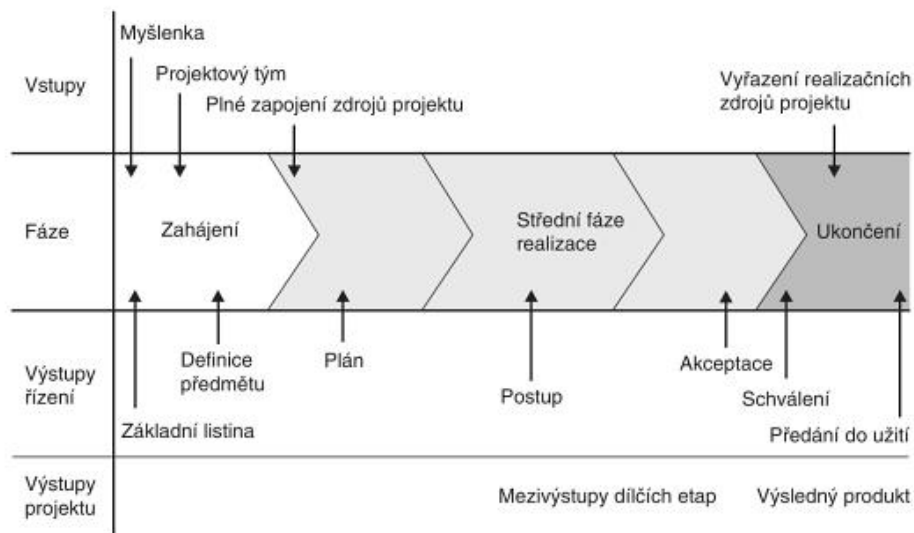 Myšlenka
Vstupy
Projektový tým
Plné zapojení zdrojů projektu
Vyřazení realizačních
zdrojů projektu
Fáze
Zahájení
Střední fáze
realizace
Ukončení
Výstupy
řízení
Definice
předmětu
Plán
Akceptace
Postup
Schválení
Základní listina
Předání do užití
Výstupy
projektu
Mezivýstupy dílčích etap
Výsledný produkt